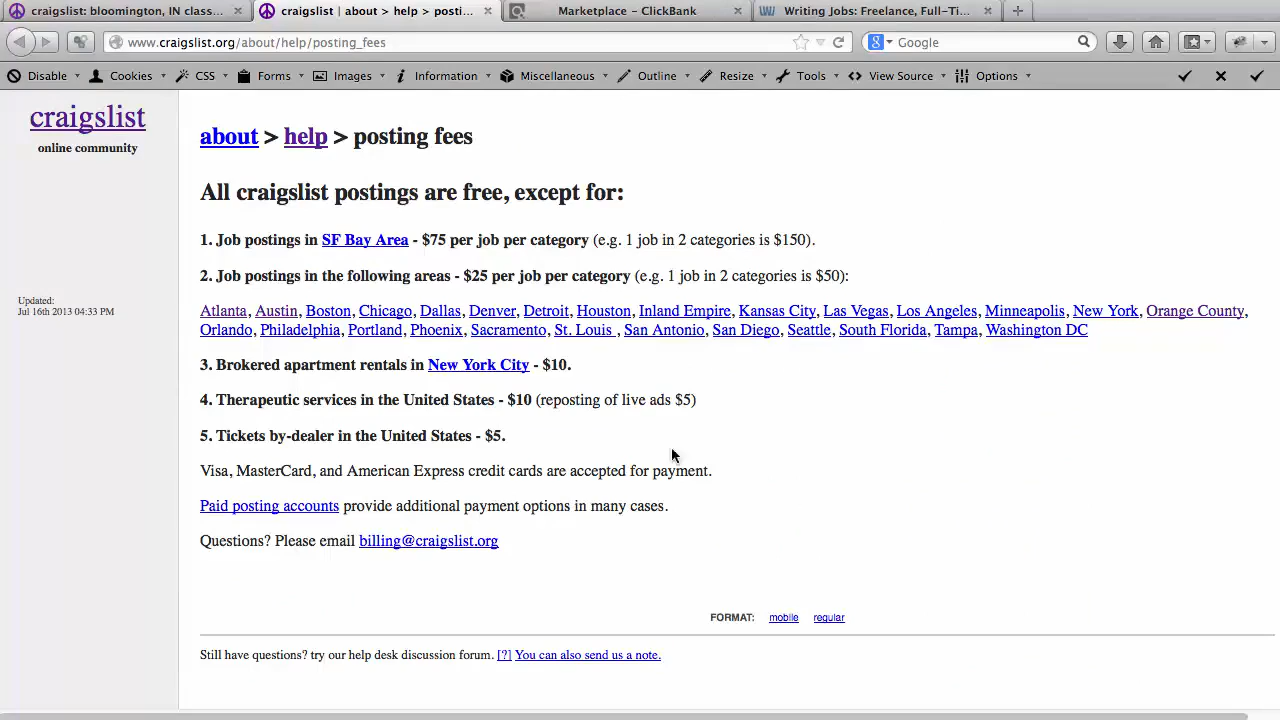 craigslist: bloomington, IN class...
craigslist | about > help > posti...
Marketplace - ClickBank
Writing Jobs: Freelance, Full-Ti...
www.craigslist.org/about/help/posting_fees
Google
Disable
Cookies
CSS
Forms
Images
Information
Miscellaneous
Outline
Resize
Tools
View Source
Options
craigslist
online community
Updated:
Jul 16th 2013 04:33 PM
about > help > posting fees
All craigslist postings are free, except for:
1. Job postings in SF Bay Area - $75 per job per category (e.g. 1 job in 2 categories is $150).
2. Job postings in the following areas - $25 per job per category (e.g. 1 job in 2 categories is $50):
Atlanta, Austin, Boston, Chicago, Dallas, Denver, Detroit, Houston, Inland Empire, Kansas City, Las Vegas, Los Angeles, Minneapolis, New York, Orange County,
Orlando, Philadelphia, Portland, Phoenix, Sacramento, St. Louis , San Antonio, San Diego, Seattle, South Florida, Tampa, Washington DC
3. Brokered apartment rentals in New York City - $10.
4. Therapeutic services in the United States - $10 (reposting of live ads $5)
5. Tickets by-dealer in the United States - $5.
Visa, MasterCard, and American Express credit cards are accepted for payment.
Paid posting accounts provide additional payment options in many cases.
Questions? Please email billing@craigslist.org
FORMAT: mobile regular
Still have questions? try our help desk discussion forum. [?] You can also send us a note.